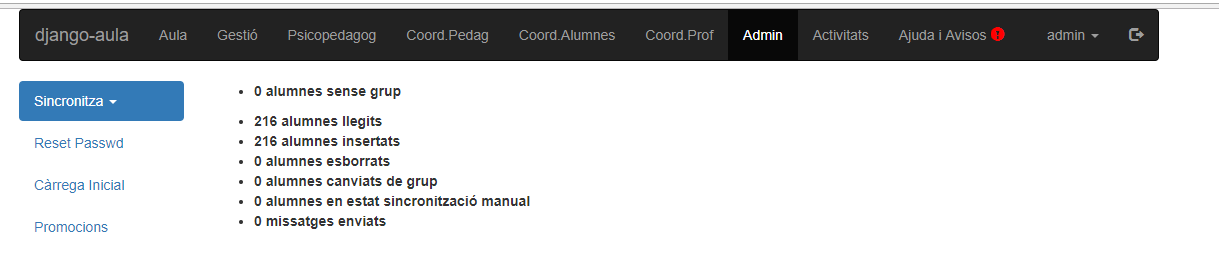 django-aula Aula Gestió Psicopedagog Coord.Pedag Coord.Alumnes Coord.Prof Admin Activitats Ajuda i Avisos admin
Sincronitza
Reset Passwd
Càrrega Inicial
Promocions
0 alumnes sense grup
216 alumnes llegits
216 alumnes insertats
0 alumnes esborrats
0 alumnes canviats de grup
0 alumnes en estat sincronització manual
0 missatges enviats